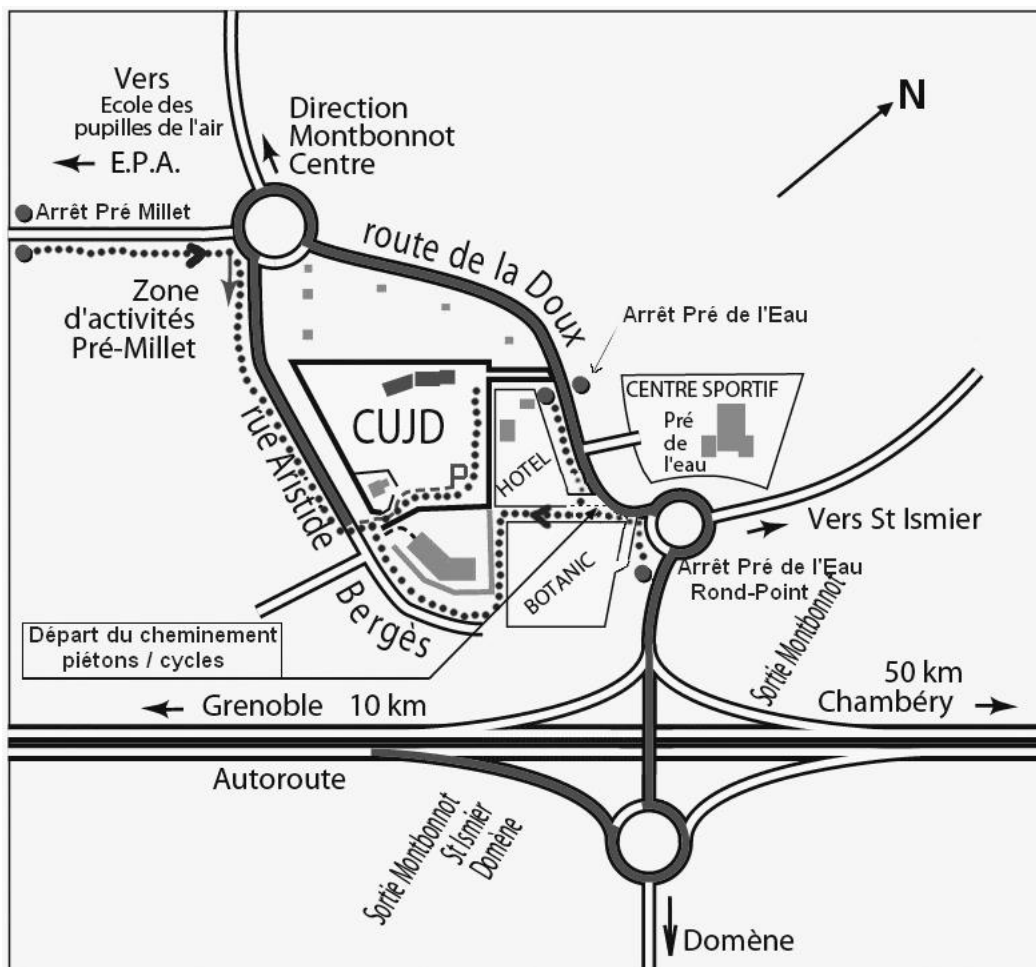 Vers
Ecole des
pupilles de l'air
E.P.A.
Direction
Montbonnot
Centre
N
Arrêt Pré Millet
route de la Doux
Zone
d'activités
Pré-Millet
Arrêt Pré de l'Eau
CENTRE SPORTIF
Pré
de
l'eau
CUJD
HOTEL
P
rue Aristide
Bergès
BOTANIC
Vers St Ismier
Arrêt Pré de l'Eau
Rond-Point
Sortie Montbonnot
Départ du cheminement
piétons / cycles
Grenoble 10 km
50 km
Chambéry
Autoroute
Sortie Montbonnot
St Ismier
Domène
Domène